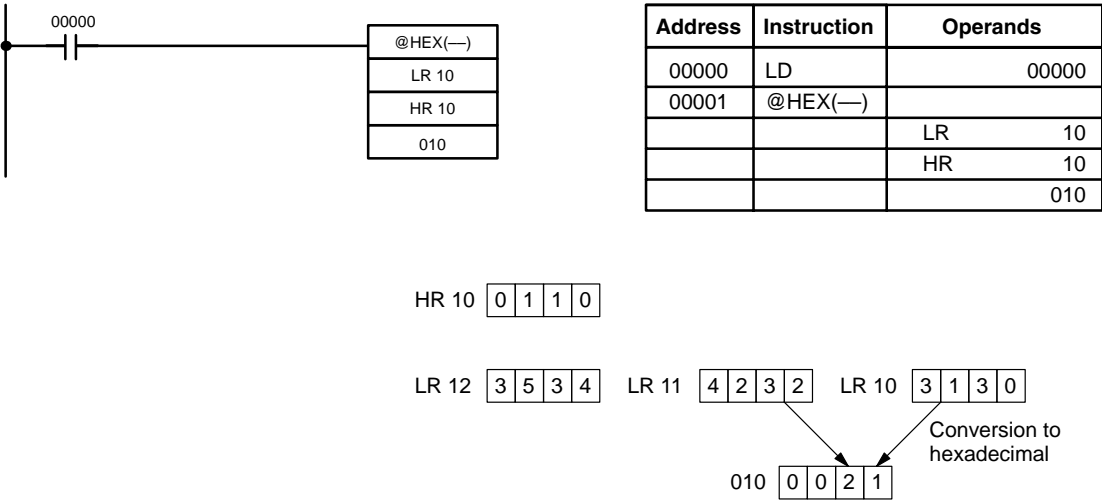 00000
@HEX(––)
LR 10
HR 10
010
Address Instruction Operands
00000 LD 00000
00001 @HEX(––)
LR 10
HR 10
010
HR 10 0 1 1 0
LR 12 3 5 3 4 LR 11 4 2 3 2 LR 10 3 1 3 0
Conversion to
hexadecimal
010 0 0 2 1